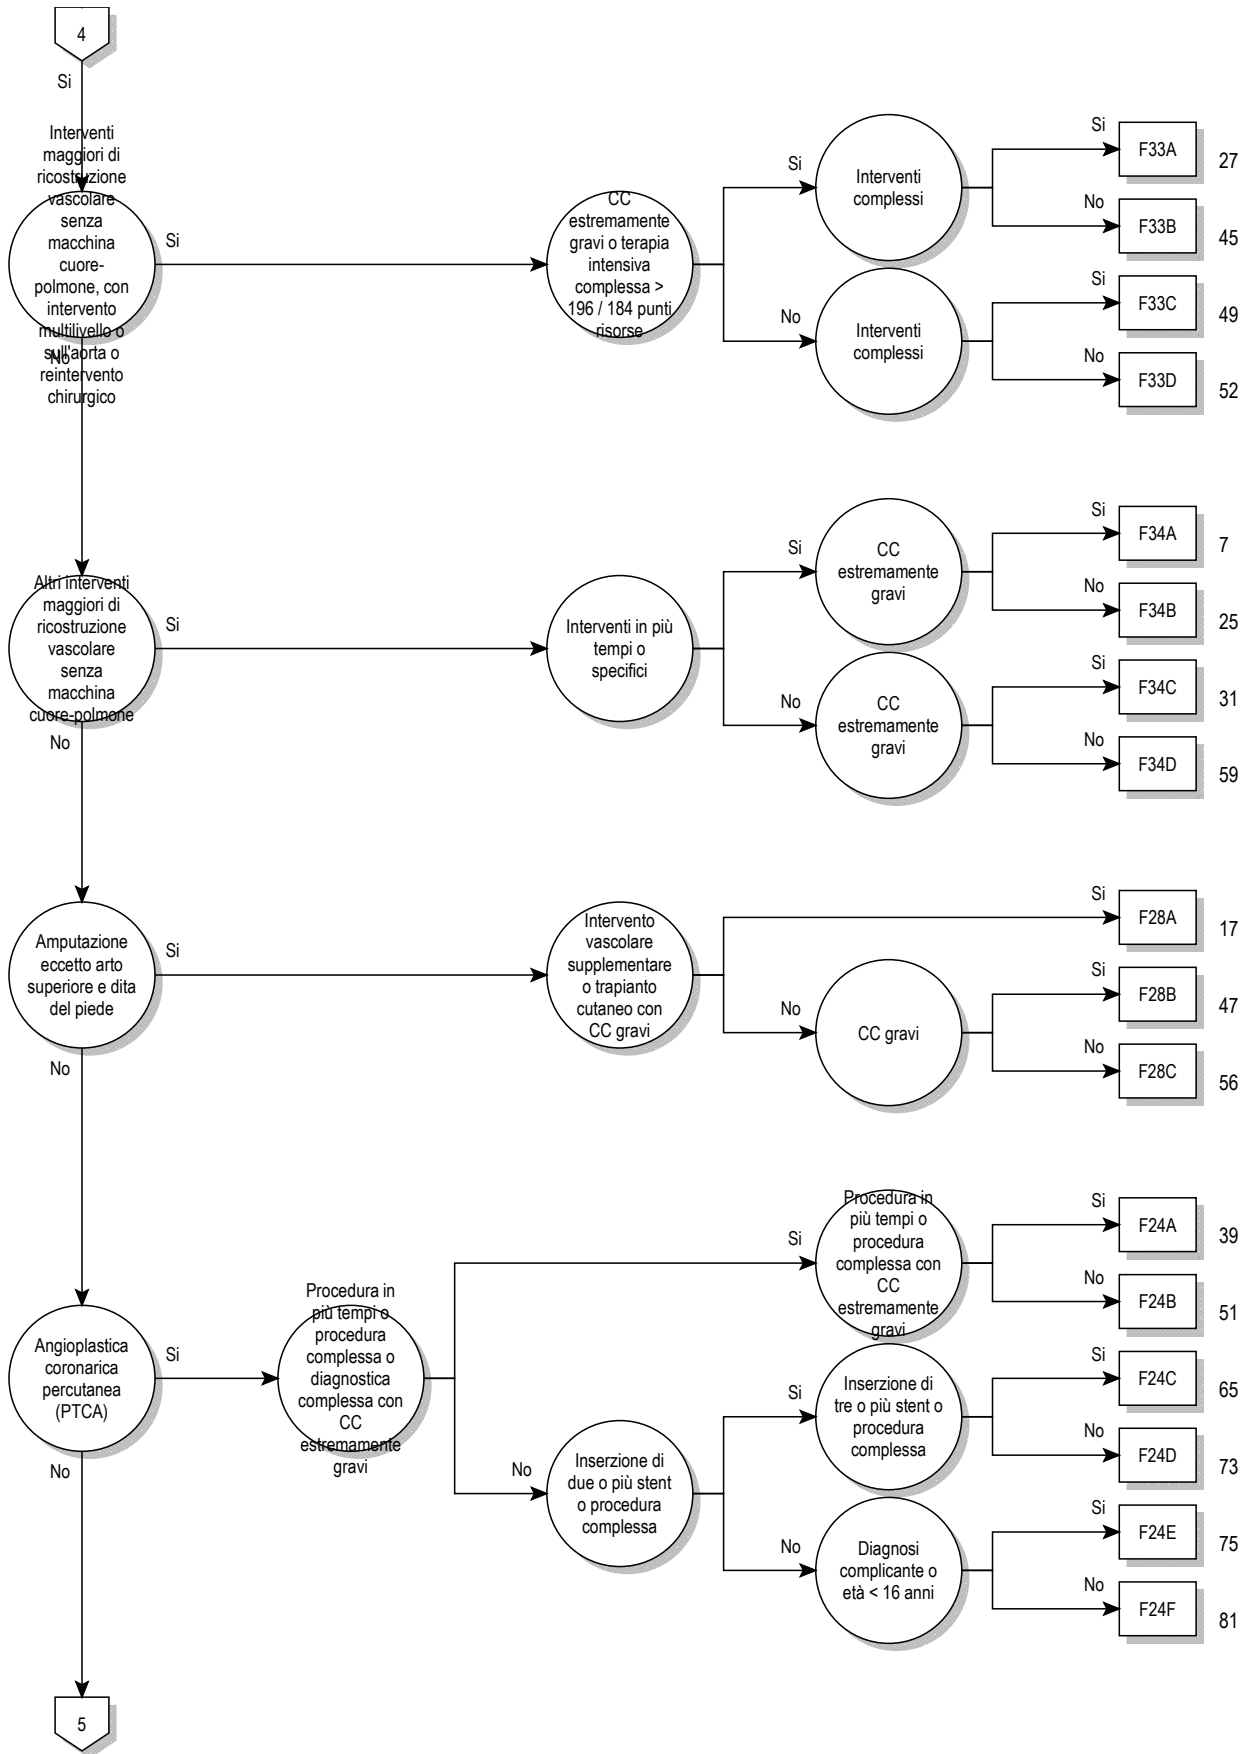 4
Si
Interventi
maggiori di
ricostruzione
vascolare
senza
macchina
cuore-
polmone, con
intervento
multilivello o
sull'aorta o
reintervento
chirurgico
Si
No
CC
estremamente
gravi o terapia
intensiva
complessa >
196 / 184 punti
risorse
Si
Interventi
complessi
Si
F33A
27
No
F33B
45
No
Interventi
complessi
Si
F33C
49
No
F33D
52
Altri interventi
maggiori di
ricostruzione
vascolare
senza
macchina
cuore-polmone
Si
No
Interventi in più
tempi o
specifici
Si
CC
estremamente
gravi
Si
F34A
7
No
F34B
25
No
CC
estremamente
gravi
Si
F34C
31
No
F34D
59
Amputazione
eccetto arto
superiore e dita
del piede
Si
No
Intervento
vascolare
supplementare
o trapianto
cutaneo con
CC gravi
Si
F28A
17
No
CC gravi
Si
F28B
47
No
F28C
56
Angioplastica
coronarica
percutanea
(PTCA)
Si
No
Procedura in
più tempi o
procedura
complessa o
diagnostica
complessa con
CC
estremamente
gravi
Si
Procedura in
più tempi o
procedura
complessa con
CC
estremamente
gravi
Si
F24A
39
No
F24B
51
No
Inserzione di
due o più stent
o procedura
complessa
Si
Inserzione di
tre o più stent o
procedura
complessa
Si
F24C
65
No
F24D
73
No
Diagnosi
complicante o
età < 16 anni
Si
F24E
75
No
F24F
81
5